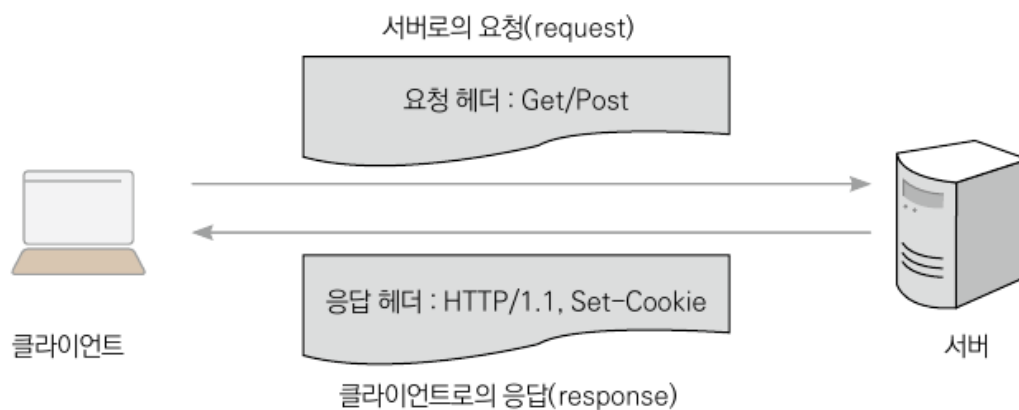 서버로의 요청(request)
요청 헤더 : Get/Post
응답 헤더 : HTTP/1.1, Set-Cookie
클라이언트
서버
클라이언트로의 응답(response)